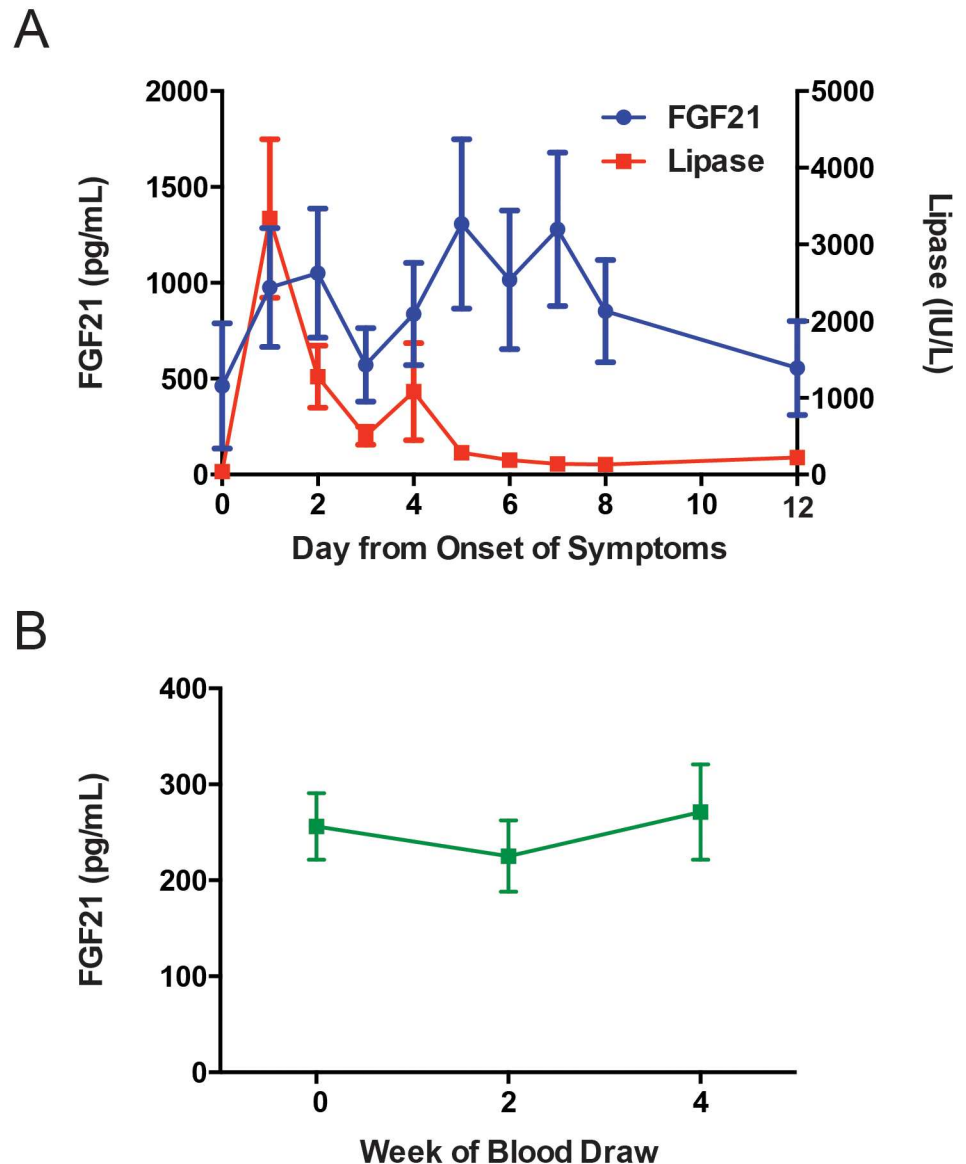 A
2000
1500
1000
500
0
FGF21 (pg/mL)
FGF21
Lipase
5000
4000
3000
2000
1000
0
Lipase (IU/L)
0 2 4 6 8 10 12
Day from Onset of Symptoms
B
400
300
200
100
0
FGF21 (pg/mL)
0 2 4
Week of Blood Draw